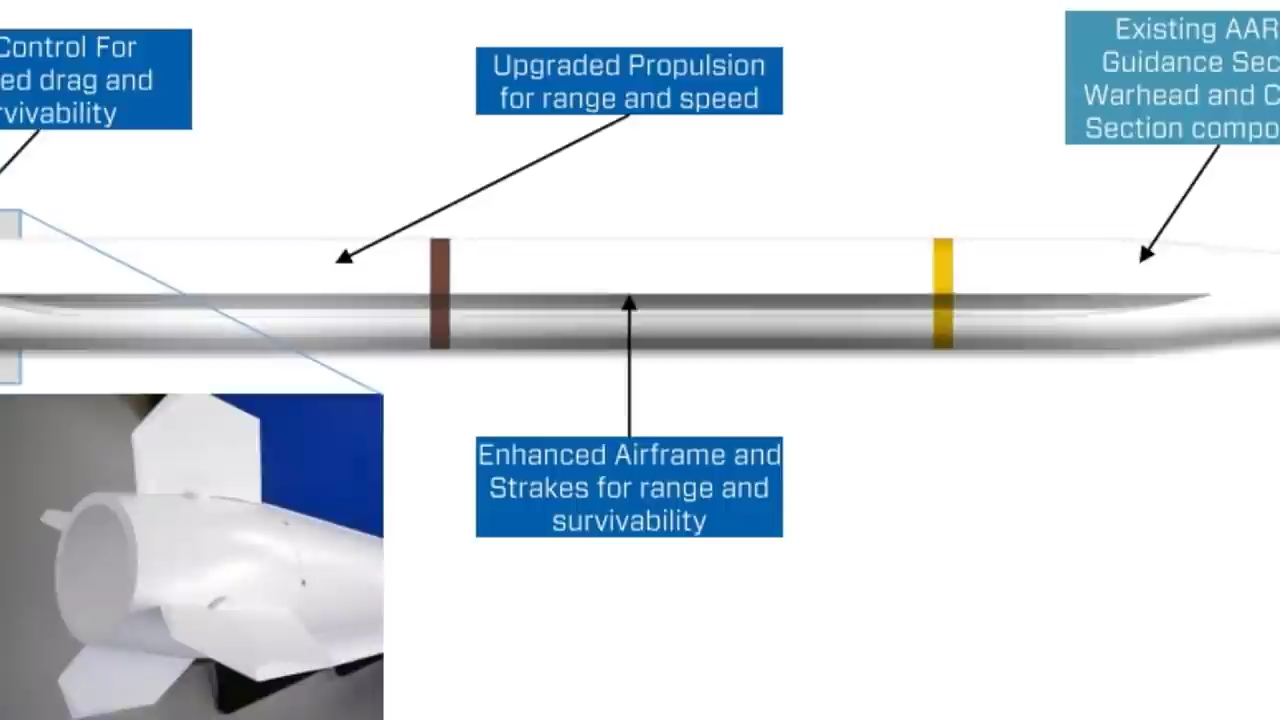 Control For
ed drag and
vivability
Upgraded Propulsion
for range and speed
Existing AAR
Guidance Sec
Warhead and C
Section compo
Enhanced Airframe and
Strakes for range and
survivability